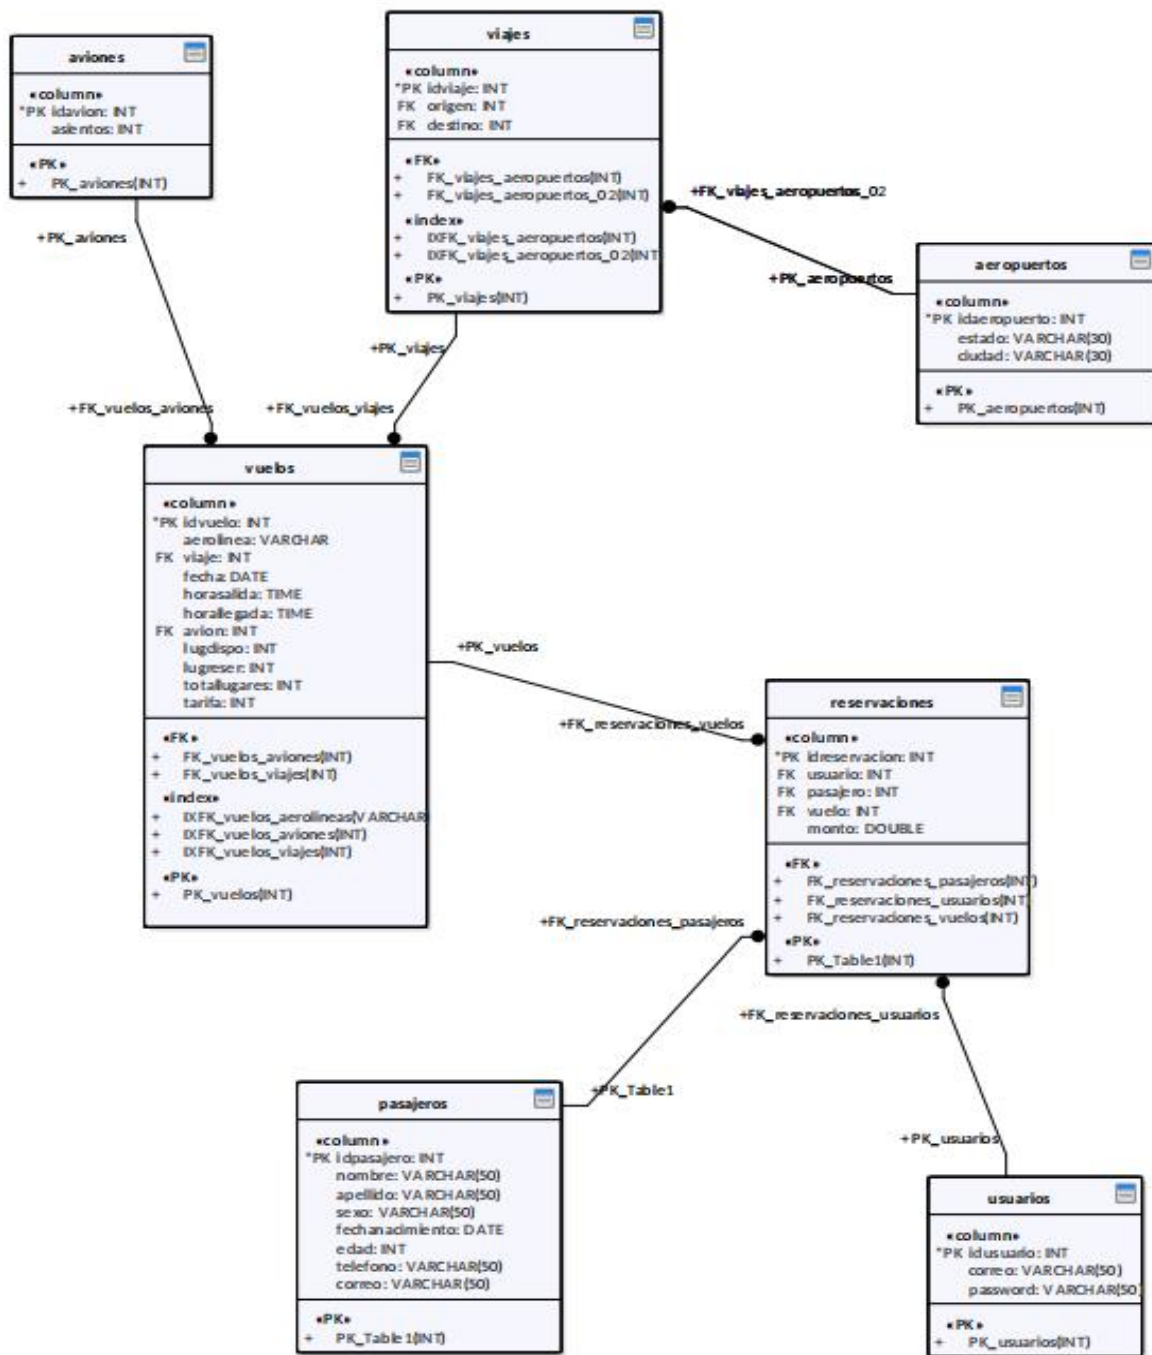 aviones
«column»
*PK idavion: INT
asientos: INT
«PK»
+ PK_aviones(INT)
viajes
«column»
*PK idviaje: INT
FK origen: INT
FK destino: INT
«FK»
+ FK_viajes_aeropuertos(INT)
+ FK_viajes_aeropuertos_02(INT)
«index»
+ IXFK_viajes_aeropuertos(INT)
+ IXFK_viajes_aeropuertos_02(INT
«PK»
+ PK_viajes(INT)
+FK_viajes_aeropuertos_02
+PK_aeropuertos
aeropuertos
«column»
*PK idaeropuerto: INT
estado: VARCHAR(30)
ciudad: VARCHAR(30)
«PK»
+ PK_aeropuertos(INT)
+PK_aviones
+PK_viajes
+FK_vuelos_aviones
+FK_vuelos_viajes
vuelos
«column»
*PK idvuelo: INT
aerolinea: VARCHAR
FK viaje: INT
fecha: DATE
horasalida: TIME
horallegada: TIME
FK avion: INT
lugdispo: INT
lugreser: INT
totallugares: INT
tarifa: INT
«FK»
+ FK_vuelos_aviones(INT)
+ FK_vuelos_viajes(INT)
«index»
+ IXFK_vuelos_aerolineas(VARCHAR
+ IXFK_vuelos_aviones(INT)
+ IXFK_vuelos_viajes(INT)
«PK»
+ PK_vuelos(INT)
+PK_vuelos
+FK_reservaciones_vuelos
reservaciones
«column»
*PK idreservacion: INT
FK usuario: INT
FK pasajero: INT
FK vuelo: INT
monto: DOUBLE
«FK»
+ FK_reservaciones_pasajeros(INT)
+ FK_reservaciones_usuarios(INT)
+ FK_reservaciones_vuelos(INT)
«PK»
+ PK_Table1(INT)
+FK_reservaciones_pasajeros
+FK_reservaciones_usuarios
+PK_Table1
+PK_usuarios
pasajeros
«column»
*PK idpasajero: INT
nombre: VARCHAR(50)
apellido: VARCHAR(50)
sexo: VARCHAR(50)
fechanacimiento: DATE
edad: INT
telefono: VARCHAR(50)
correo: VARCHAR(50)
«PK»
+ PK_Table1(INT)
usuarios
«column»
*PK idusuario: INT
correo: VARCHAR(50)
password: VARCHAR(50)
«PK»
+ PK_usuarios(INT)